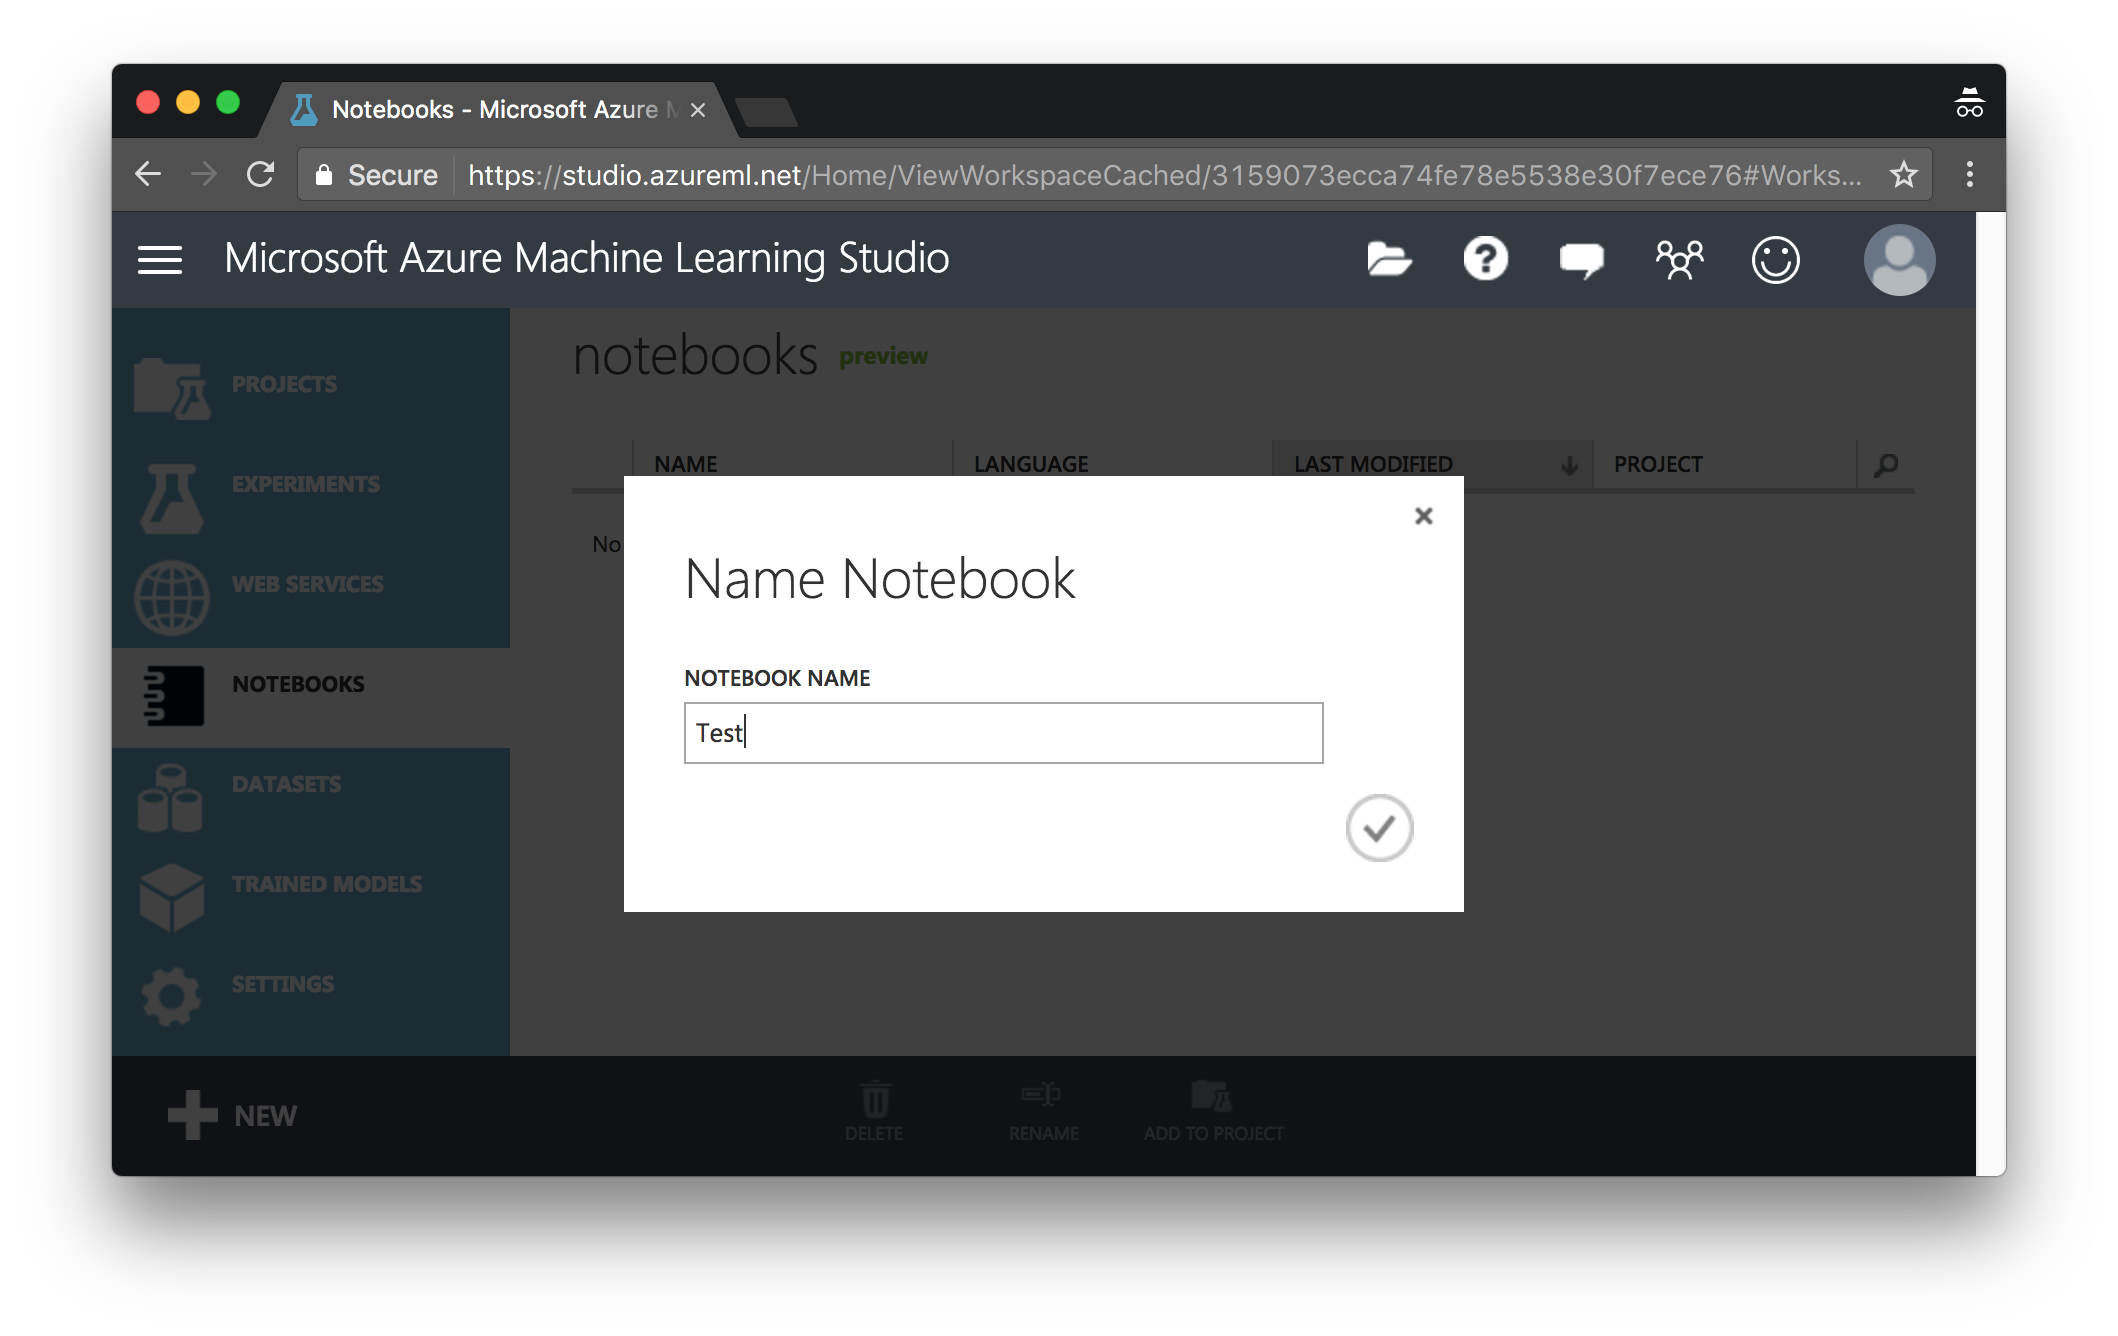 Notebooks - Microsoft Azure M
Secure https://studio.azureml.net/Home/ViewWorkspaceCached/3159073ecca74fe78e5538e30f7ece76#Works...
Microsoft Azure Machine Learning Studio
notebooks preview
PROJECTS
EXPERIMENTS
WEB SERVICES
NOTEBOOKS
DATASETS
TRAINED MODELS
SETTINGS
NAME LANGUAGE LAST MODIFIED PROJECT
No
Name Notebook
NOTEBOOK NAME
Test
NEW
DELETE
RENAME
ADD TO PROJECT